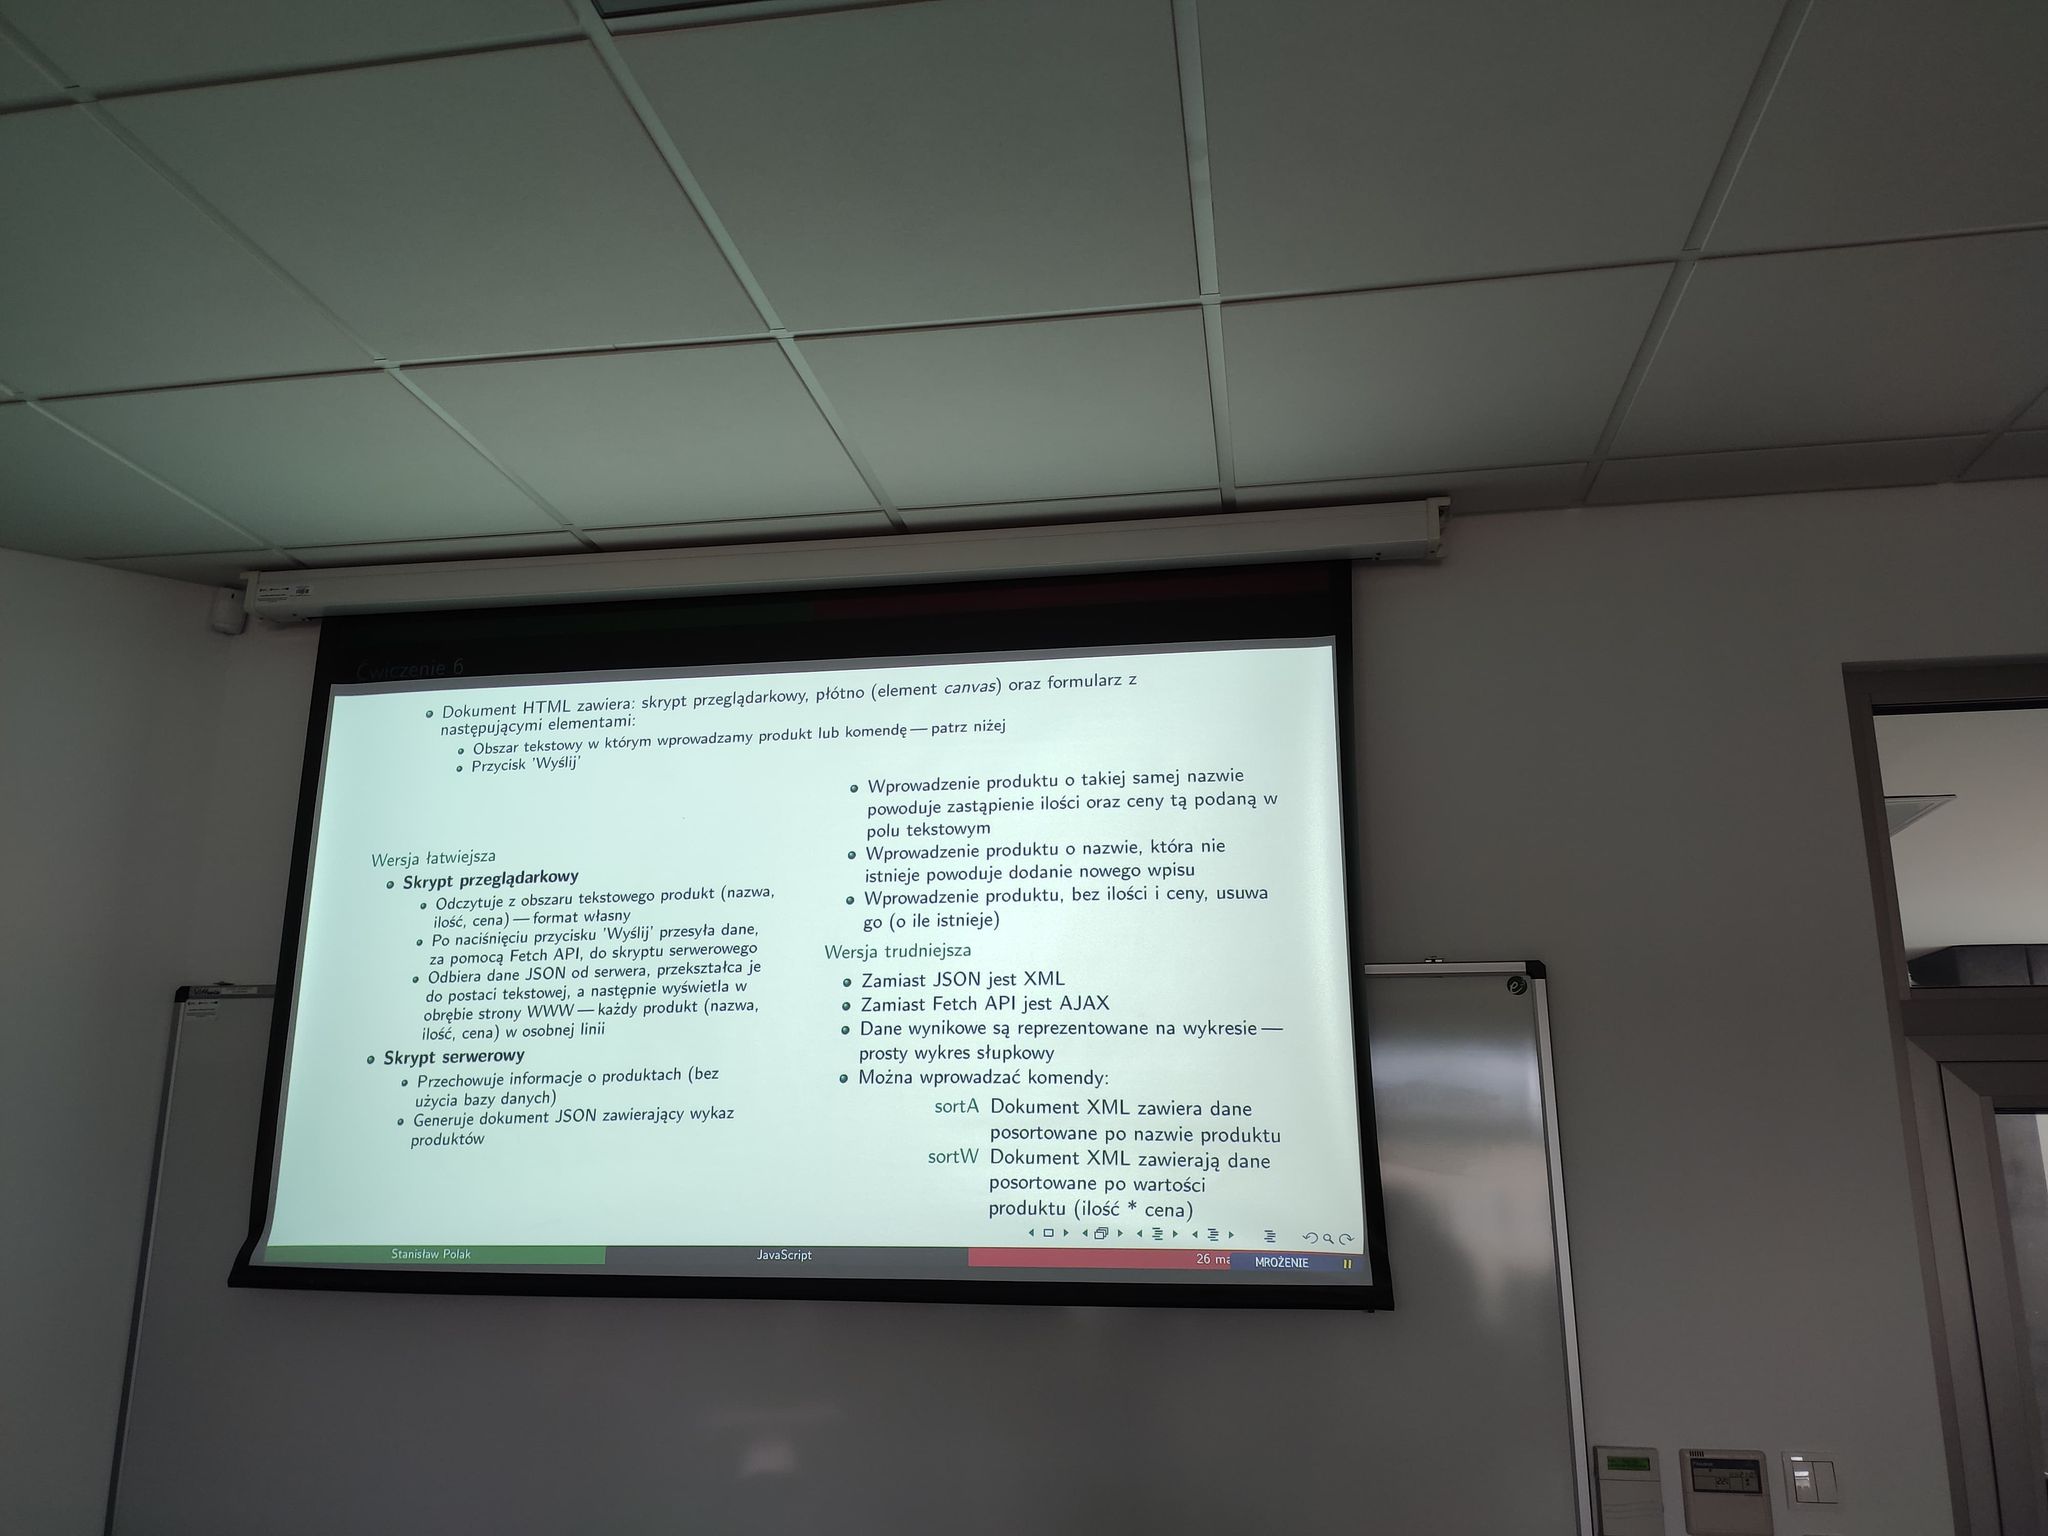 Ćwiczenie 6
Dokument HTML zawiera: skrypt przeglądarkowy, płótno (element canvas) oraz formularz z
następującymi elementami:
Obszar tekstowy w którym wprowadzamy produkt lub komendę — patrz niżej
Przycisk 'Wyślij'
Wersja łatwiejsza
Skrypt przeglądarkowy
Odczytuje z obszaru tekstowego produkt (nazwa,
ilość, cena) — format własny
Po naciśnięciu przycisku 'Wyślij' przesyła dane,
za pomocą Fetch API, do skryptu serwerowego
Odbiera dane JSON od serwera, przekształca je
do postaci tekstowej, a następnie wyświetla w
obrębie strony WWW — każdy produkt (nazwa,
ilość, cena) w osobnej linii
Skrypt serwerowy
Przechowuje informacje o produktach (bez
użycia bazy danych)
Generuje dokument JSON zawierający wykaz
produktów
Wprowadzenie produktu o takiej samej nazwie
powoduje zastąpienie ilości oraz ceny tą podaną w
polu tekstowym
Wprowadzenie produktu o nazwie, która nie
istnieje powoduje dodanie nowego wpisu
Wprowadzenie produktu, bez ilości i ceny, usuwa
go (o ile istnieje)
Wersja trudniejsza
Zamiast JSON jest XML
Zamiast Fetch API jest AJAX
Dane wynikowe są reprezentowane na wykresie —
prosty wykres słupkowy
Można wprowadzać komendy:
sortA Dokument XML zawiera dane
posortowane po nazwie produktu
sortW Dokument XML zawierają dane
posortowane po wartości
produktu (ilość * cena)
Stanisław Polak JavaScript 26 ma MROŻENIE